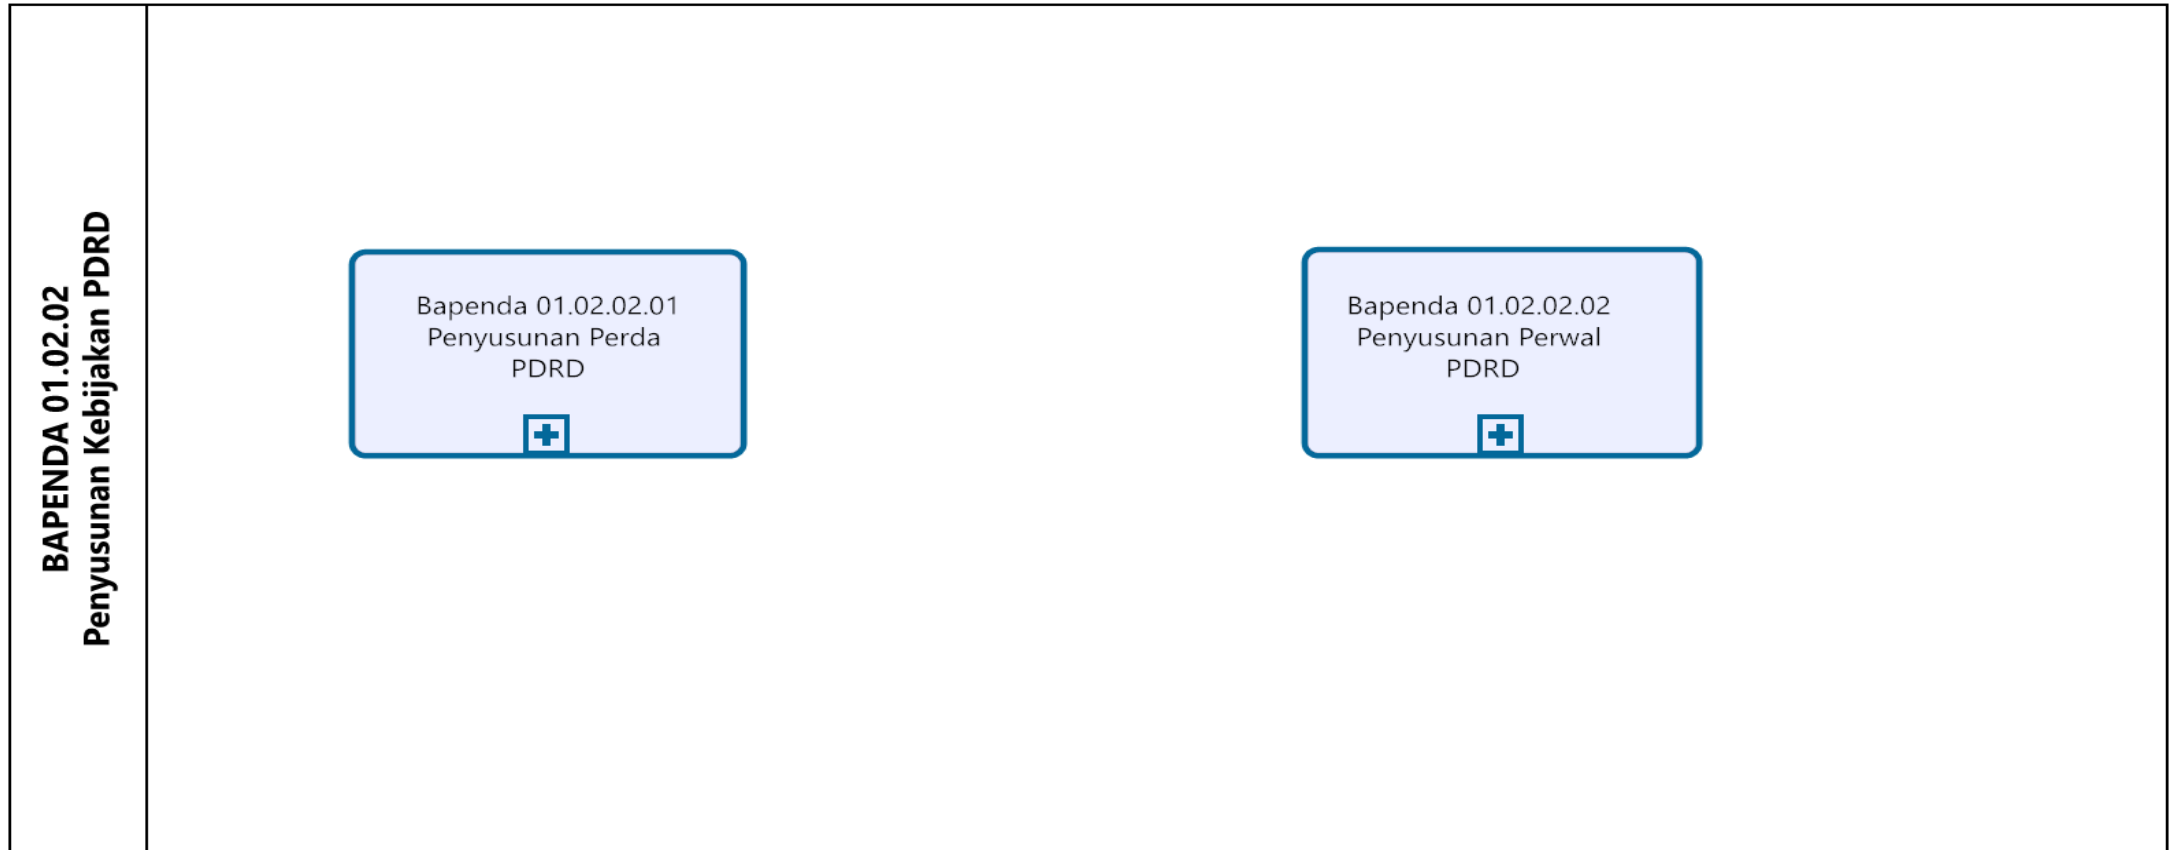 BAPENDA 01.02.02
Penyusunan Kebijakan PDRD
Bapenda 01.02.02.01
Penyusunan Perda
PDRD
Bapenda 01.02.02.02
Penyusunan Perwal
PDRD